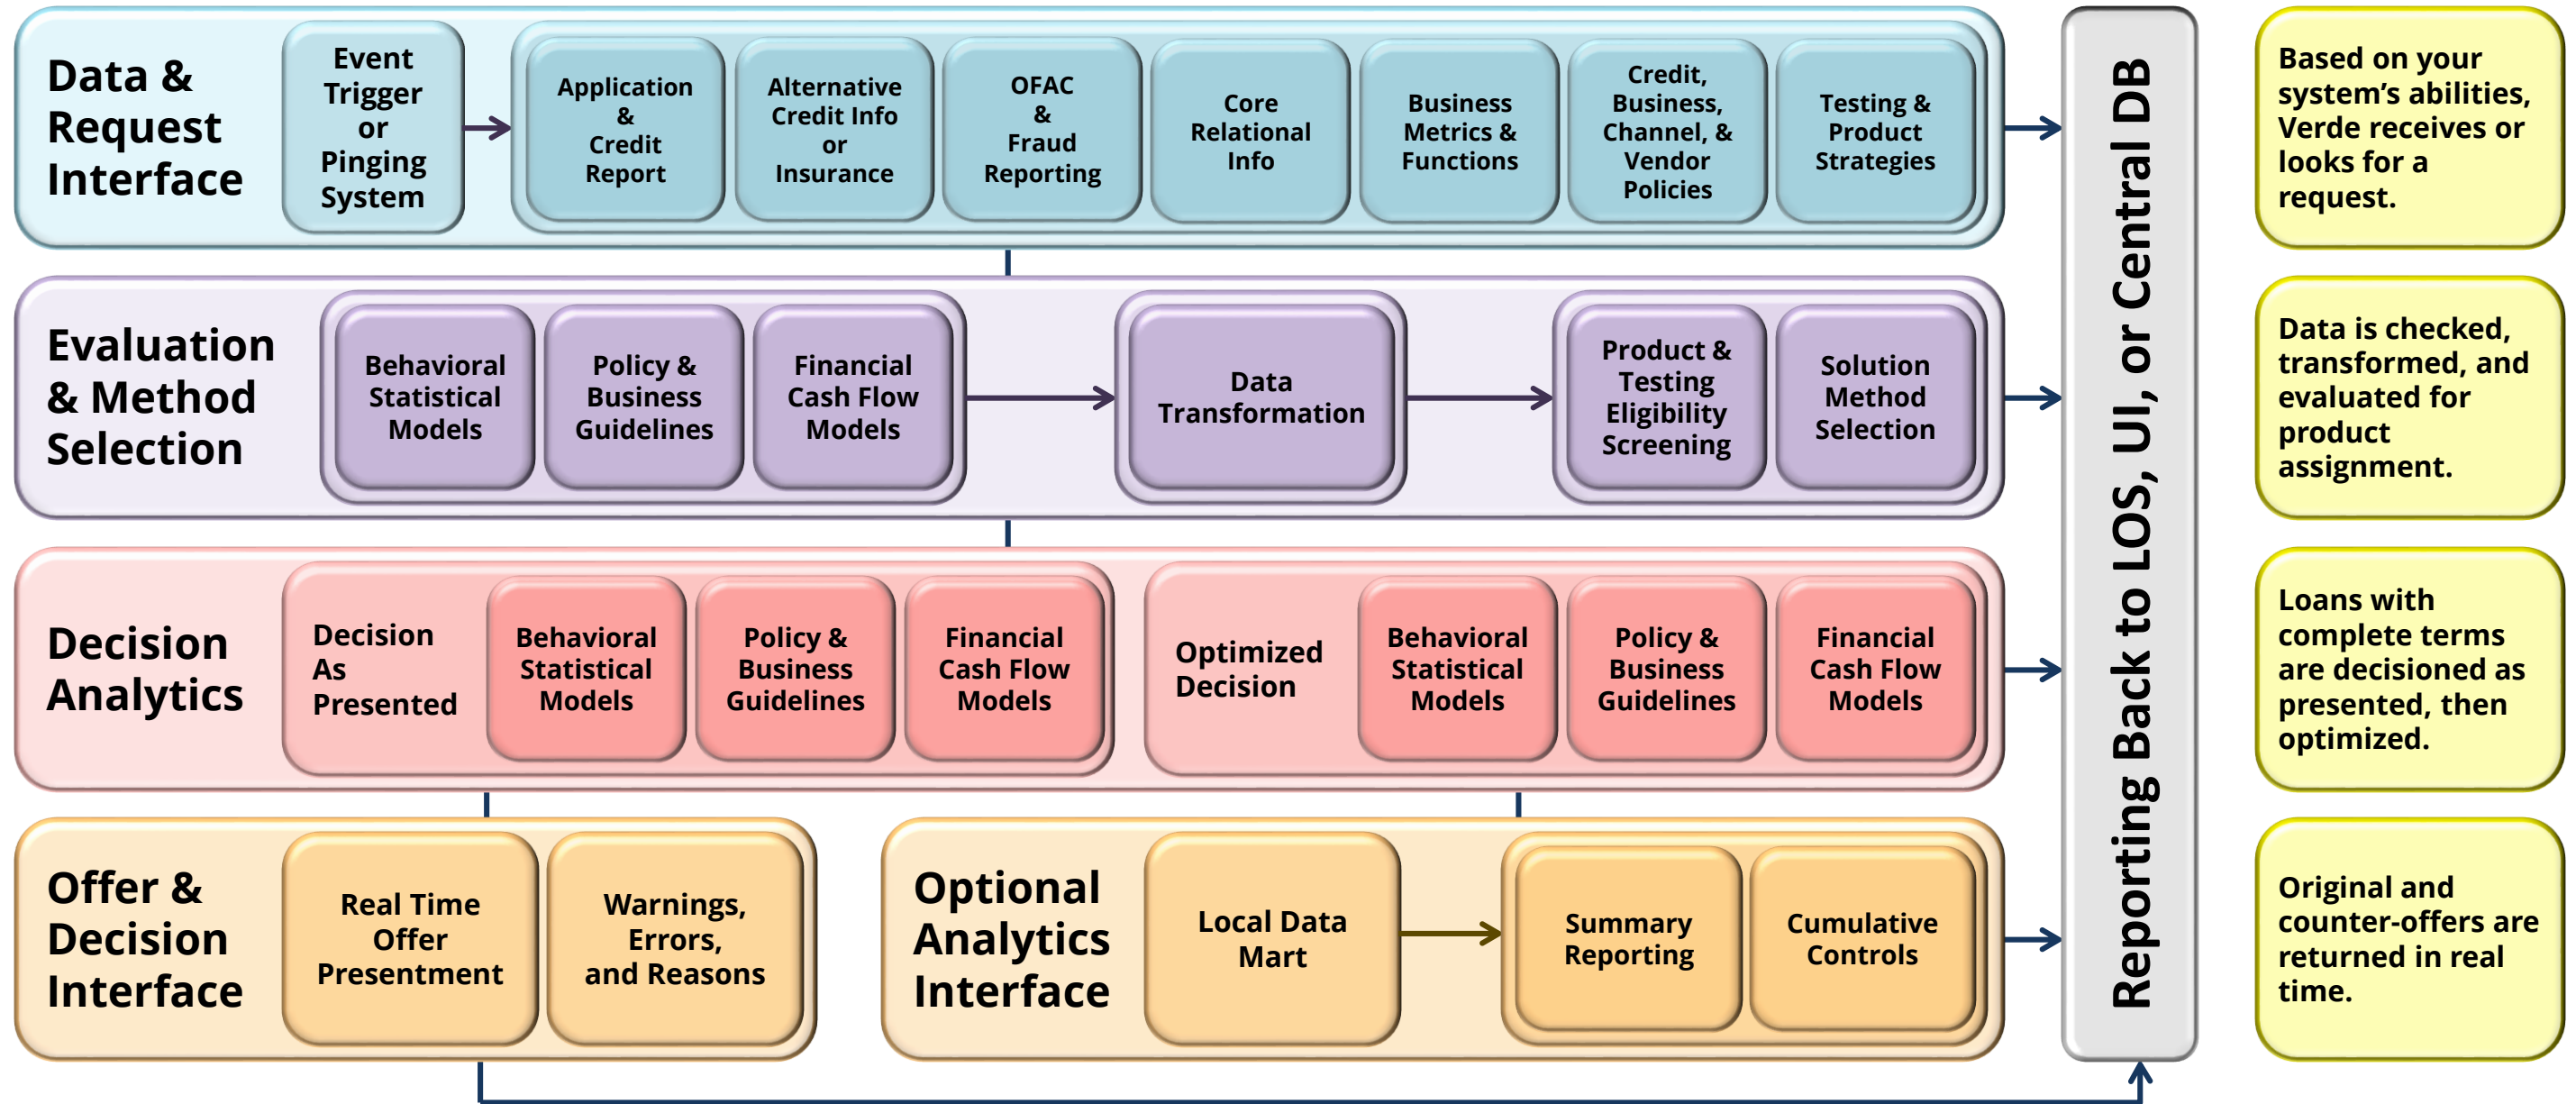 Data &
Request
Interface
Event
Trigger
or
Pinging
System
Application
&
Credit
Report
Alternative
Credit Info
or
Insurance
OFAC
&
Fraud
Reporting
Core
Relational
Info
Business
Metrics &
Functions
Credit,
Business,
Channel, &
Vendor
Policies
Testing &
Product
Strategies
Based on your
system’s abilities,
Verde receives or
looks for a
request.
Evaluation
& Method
Selection
Behavioral
Statistical
Models
Policy &
Business
Guidelines
Financial
Cash Flow
Models
Data
Transformation
Product &
Testing
Eligibility
Screening
Solution
Method
Selection
Data is checked,
transformed, and
evaluated for
product
assignment.
Decision
Analytics
Decision
As
Presented
Behavioral
Statistical
Models
Policy &
Business
Guidelines
Financial
Cash Flow
Models
Optimized
Decision
Behavioral
Statistical
Models
Policy &
Business
Guidelines
Financial
Cash Flow
Models
Loans with
complete terms
are decisioned as
presented, then
optimized.
Offer &
Decision
Interface
Real Time
Offer
Presentment
Warnings,
Errors,
and Reasons
Optional
Analytics
Interface
Local Data
Mart
Summary
Reporting
Cumulative
Controls
Original and
counter-offers are
returned in real
time.
Reporting Back to LOS, UI, or Central DB